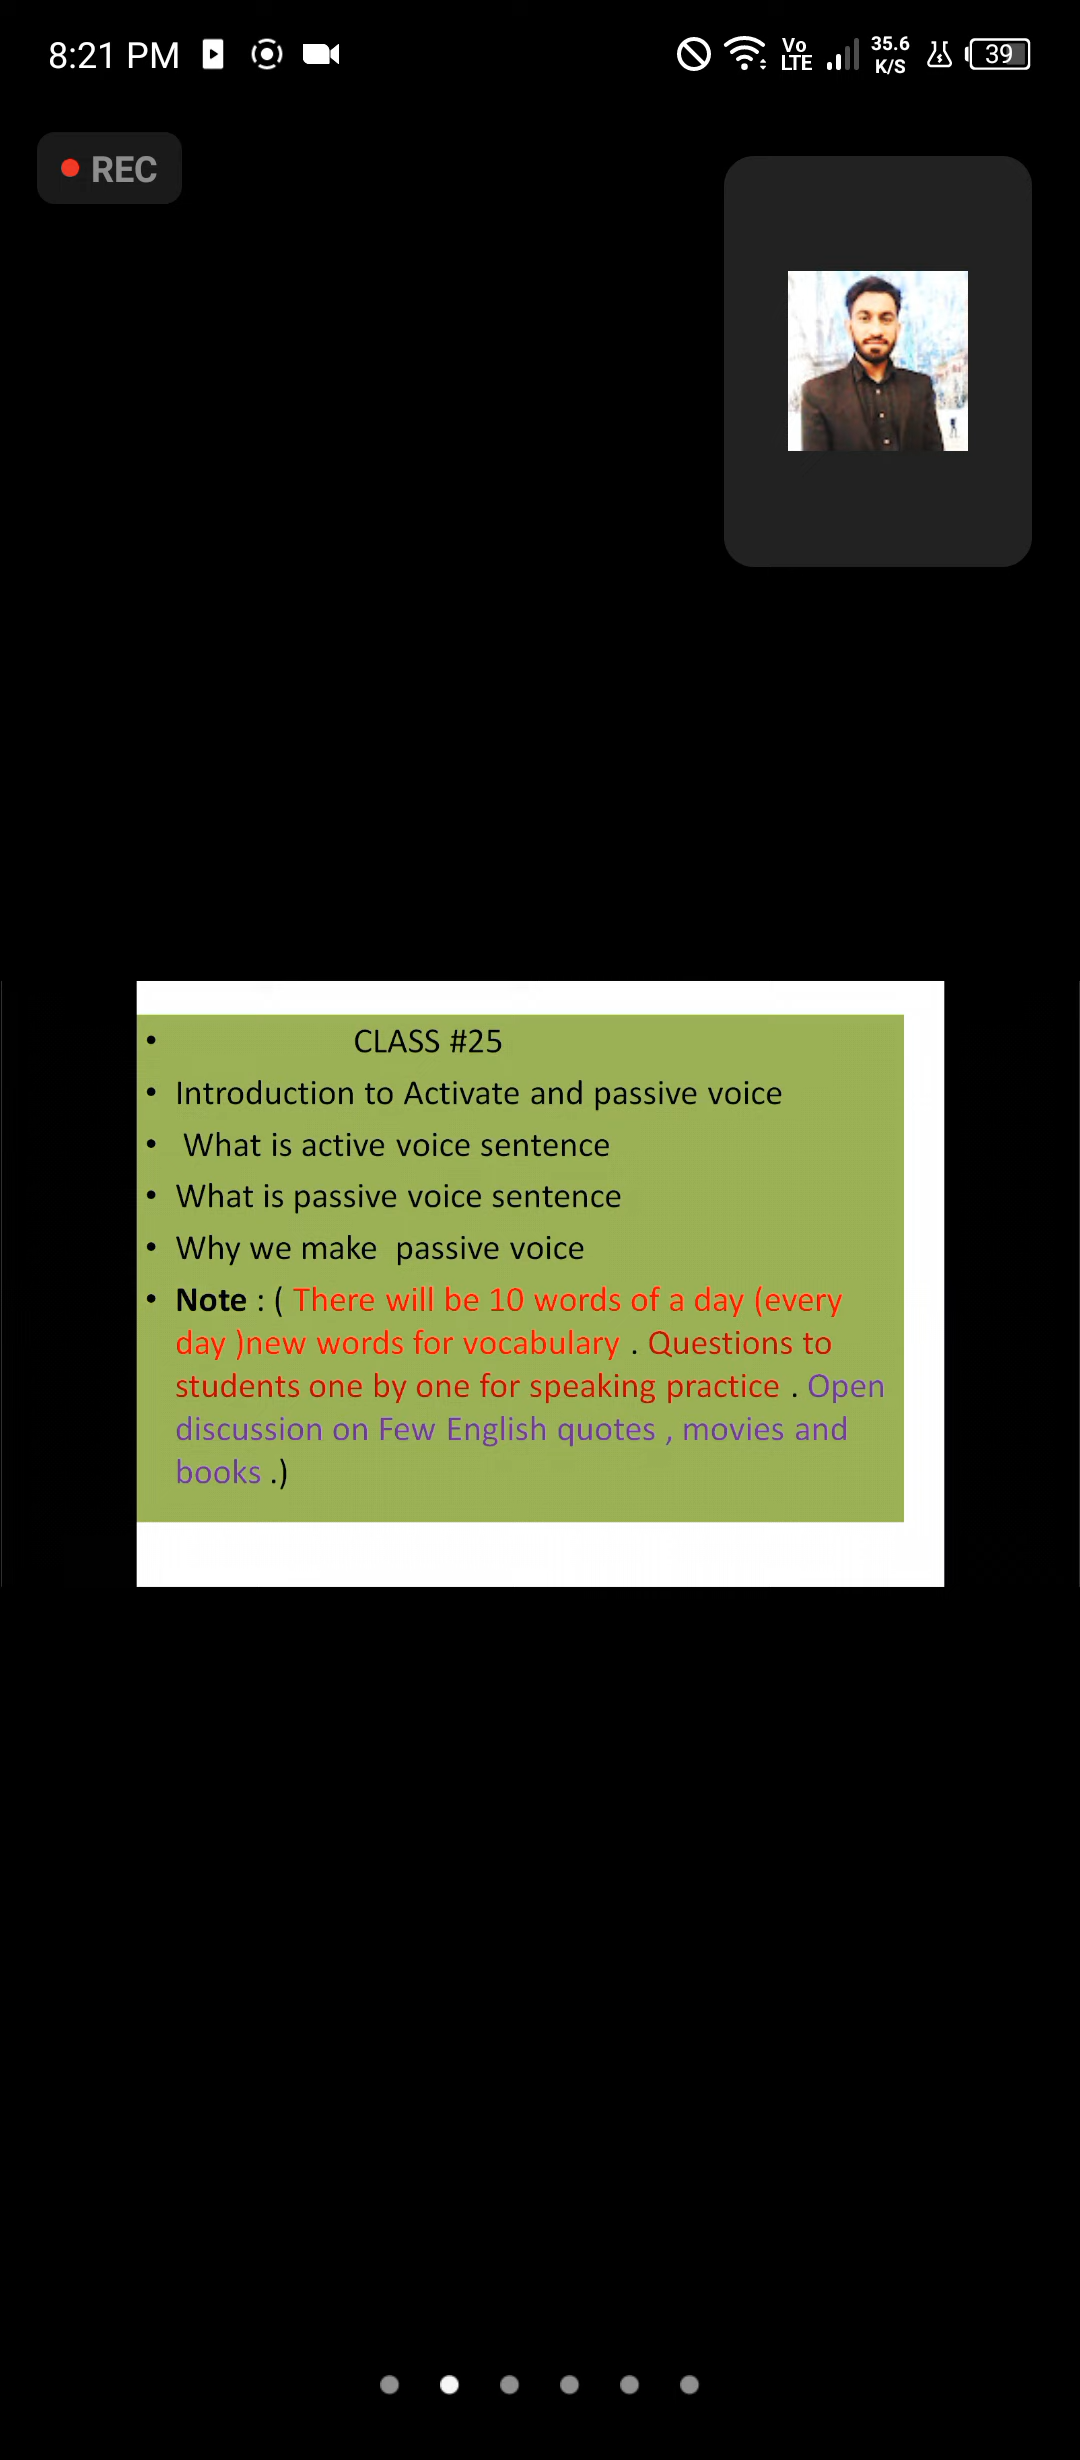 8:21 PM
Vo
LTE
35.6
K/S
39
REC
• CLASS #25
• Introduction to Activate and passive voice
• What is active voice sentence
• What is passive voice sentence
• Why we make  passive voice
• Note : ( There will be 10 words of a day (every
day )new words for vocabulary . Questions to
students one by one for speaking practice . Open
discussion on Few English quotes , movies and
books .)